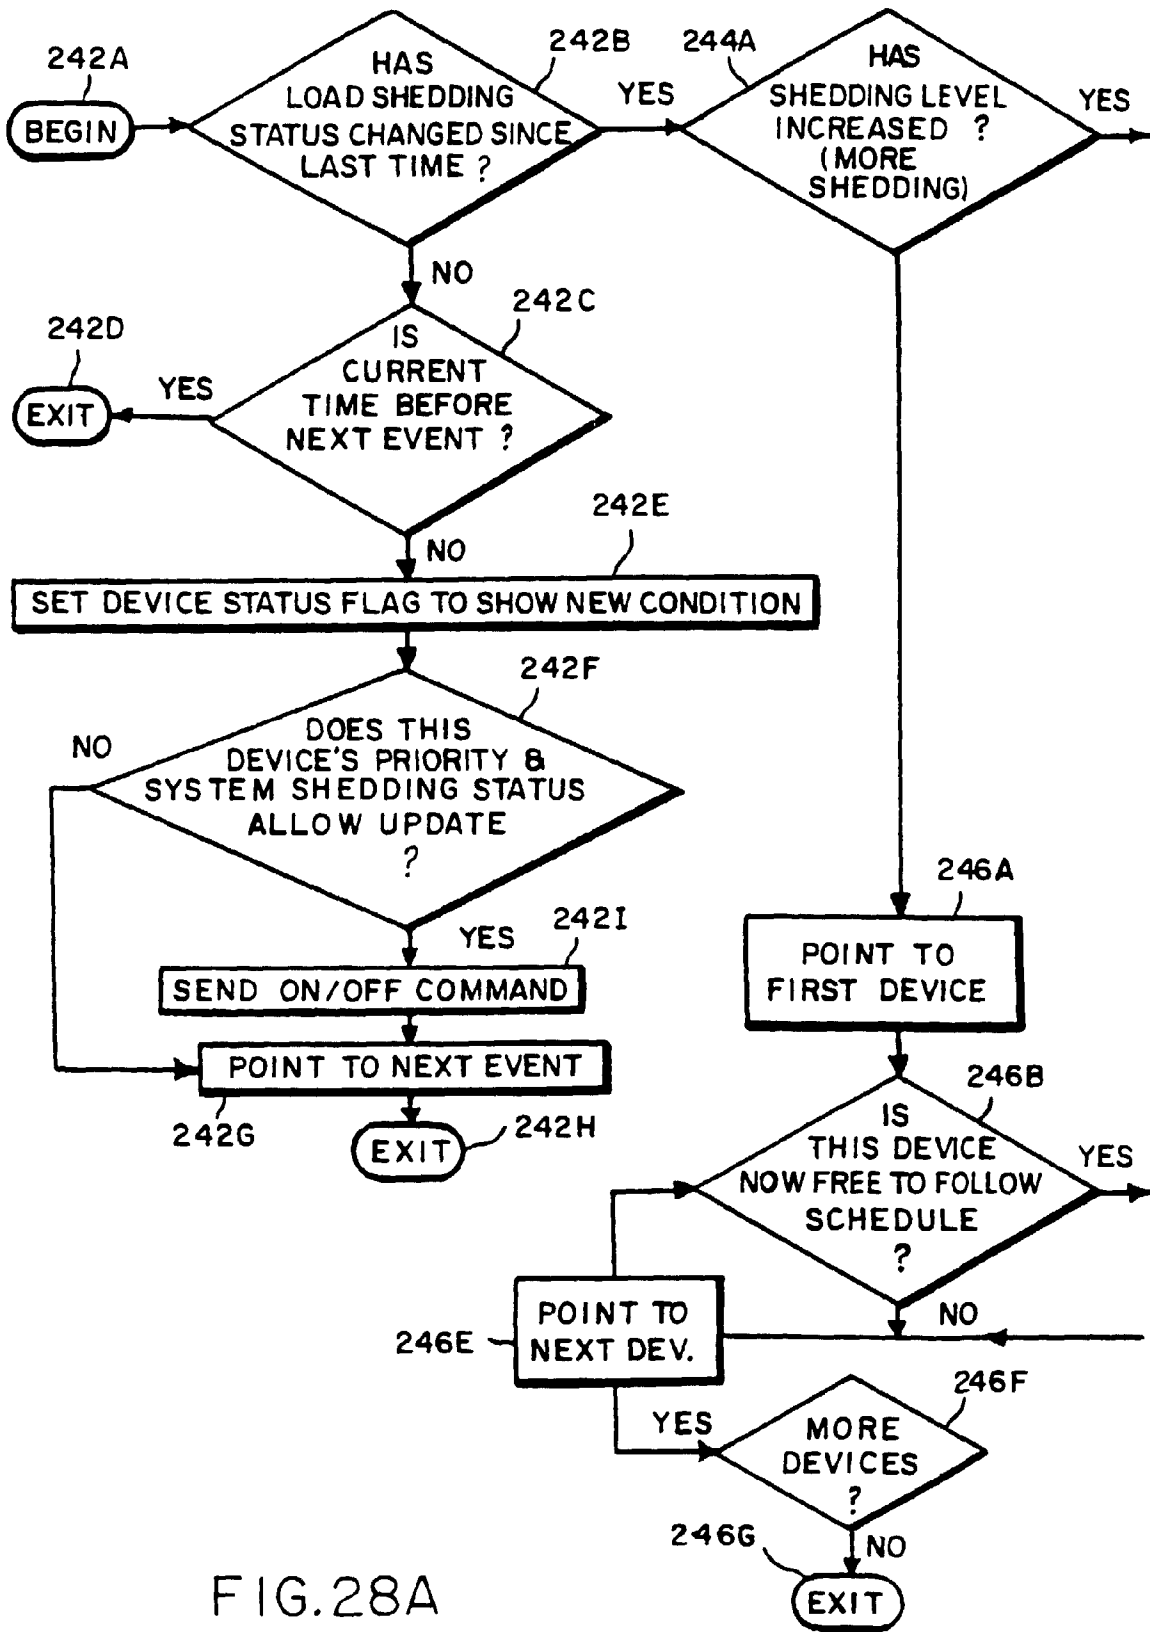 242A
BEGIN
HAS
LOAD SHEDDING
STATUS CHANGED SINCE
LAST TIME ?
242B
YES
244A
HAS
SHEDDING LEVEL
INCREASED ?
(MORE
SHEDDING)
YES
NO
242C
IS
CURRENT
TIME BEFORE
NEXT EVENT ?
YES
242D
EXIT
NO
242E
SET DEVICE STATUS FLAG TO SHOW NEW CONDITION
242F
DOES THIS
DEVICE'S PRIORITY &
SYSTEM SHEDDING STATUS
ALLOW UPDATE
?
NO
YES
242I
SEND ON/OFF COMMAND
POINT TO NEXT EVENT
242G
EXIT
242H
246A
POINT TO
FIRST DEVICE
246B
IS
THIS DEVICE
NOW FREE TO FOLLOW
SCHEDULE
?
YES
NO
246E
POINT TO
NEXT DEV.
YES
246F
MORE
DEVICES
?
246G
NO
EXIT
FIG.28A